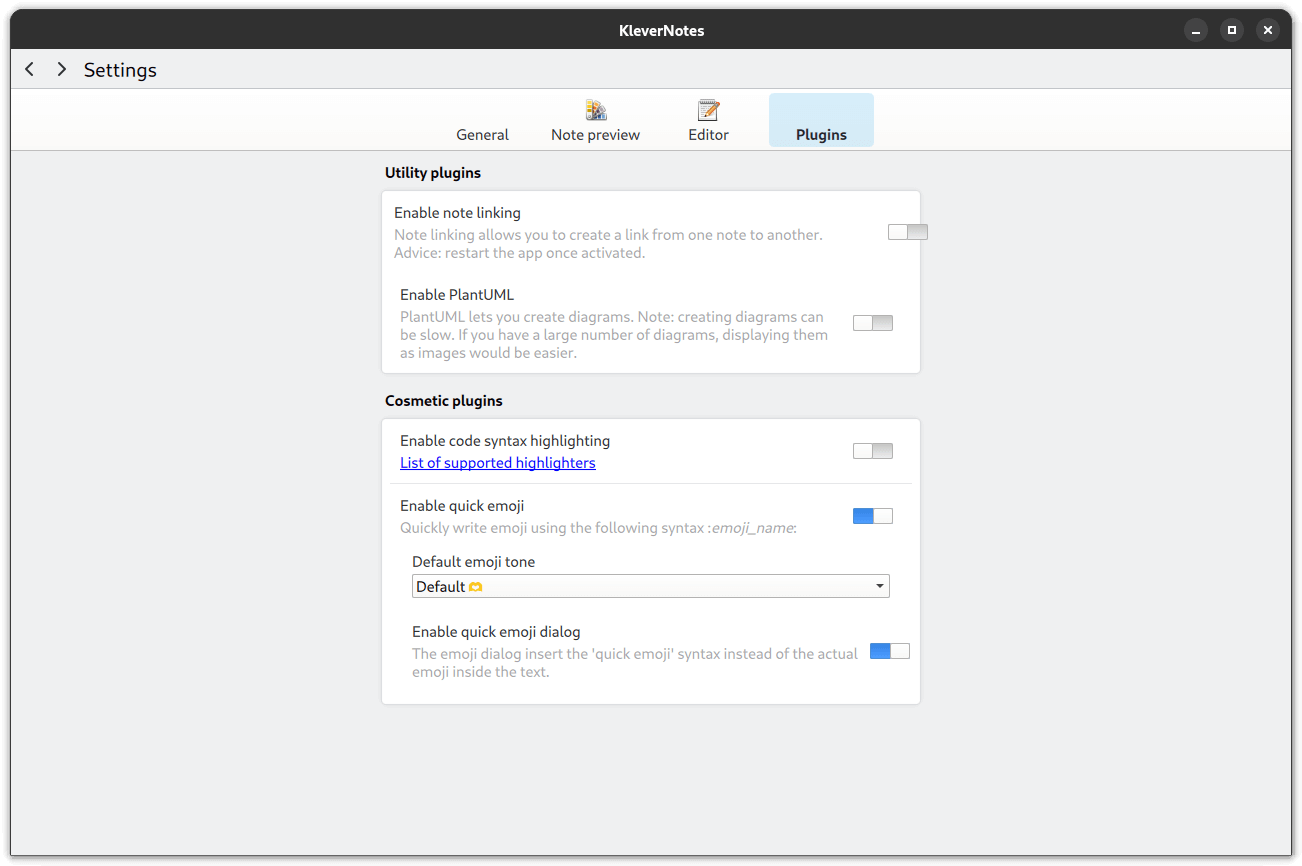 KleverNotes
Settings
General
Note preview
Editor
Plugins
Utility plugins
Enable note linking
Note linking allows you to create a link from one note to another.
Advice: restart the app once activated.
Enable PlantUML
PlantUML lets you create diagrams. Note: creating diagrams can
be slow. If you have a large number of diagrams, displaying them
as images would be easier.
Cosmetic plugins
Enable code syntax highlighting
List of supported highlighters
Enable quick emoji
Quickly write emoji using the following syntax :emoji_name:
Default emoji tone
Default 🫶
Enable quick emoji dialog
The emoji dialog insert the 'quick emoji' syntax instead of the actual
emoji inside the text.